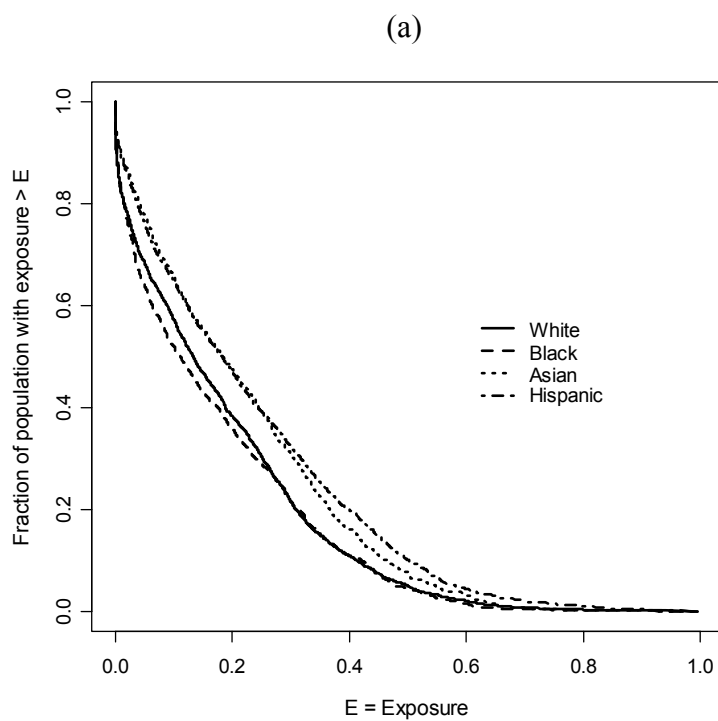 (a)
Fraction of population with exposure > E
1.0
0.8
0.6
0.4
0.2
0.0
White
Black
Asian
Hispanic
0.0 0.2 0.4 0.6 0.8 1.0
E = Exposure